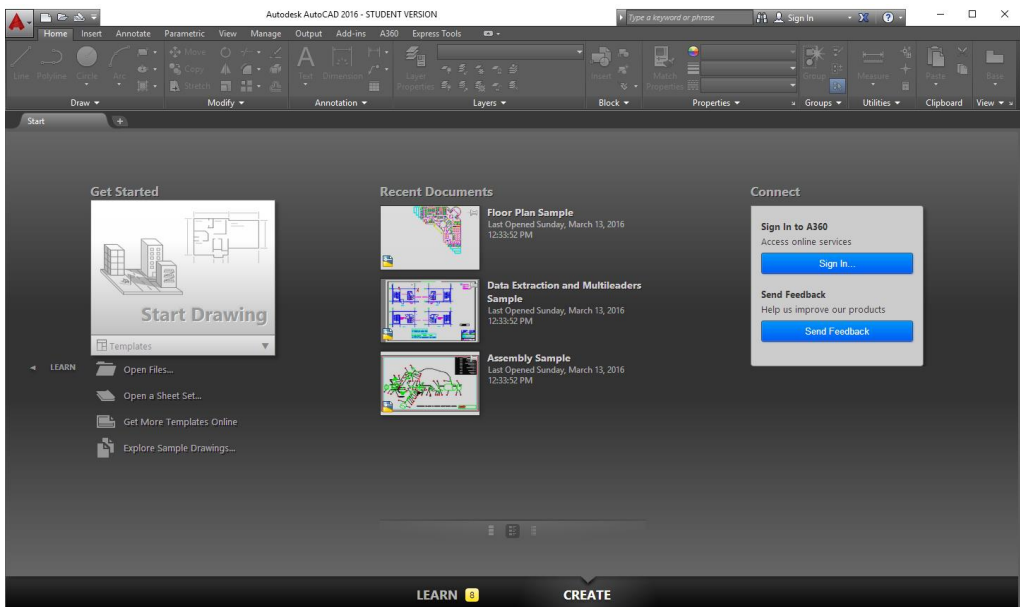 Autodesk AutoCAD 2016 - STUDENT VERSION
Type a keyword or phrase
Sign In
Home Insert Annotate Parametric View Manage Output Add-ins A360 Express Tools
Line Polyline Circle Arc
Move
Copy
Stretch
Text Dimension
Layer
Properties
Insert
Match
Properties
Group
Measure
Paste
Base
Draw Modify Annotation Layers Block Properties Groups Utilities Clipboard View
Start
Get Started
Start Drawing
Templates
LEARN
Open Files...
Open a Sheet Set...
Get More Templates Online
Explore Sample Drawings...
Recent Documents
Floor Plan Sample
Last Opened Sunday, March 13, 2016
12:33:52 PM
Data Extraction and Multileaders
Sample
Last Opened Sunday, March 13, 2016
12:33:52 PM
Assembly Sample
Last Opened Sunday, March 13, 2016
12:33:52 PM
Connect
Sign In to A360
Access online services
Sign In...
Send Feedback
Help us improve our products
Send Feedback
LEARN 8 CREATE